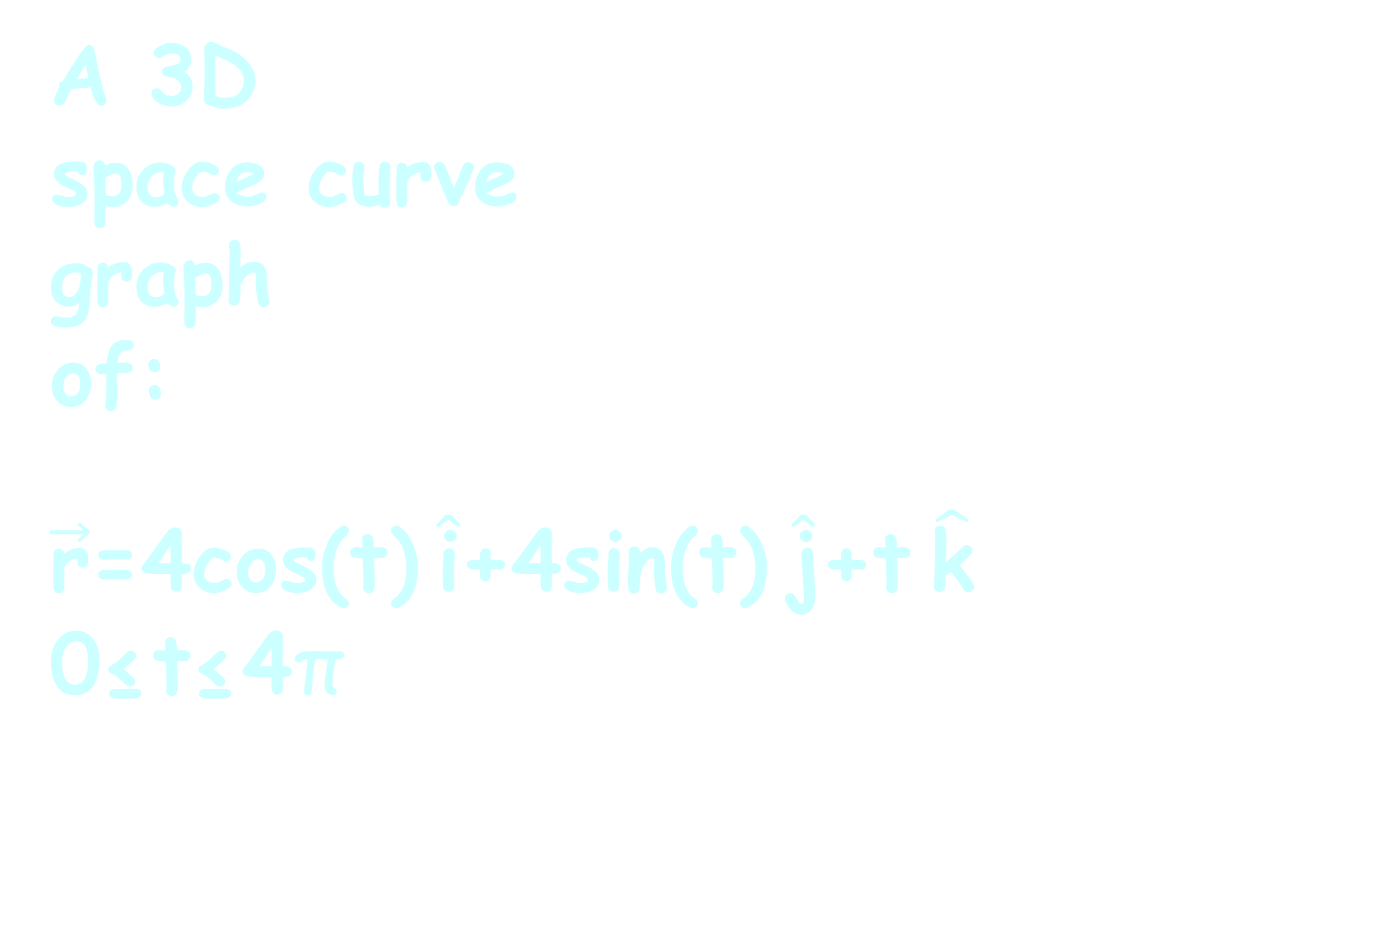 A 3D
space curve
graph
of:
r⃗=4cos(t) î+4sin(t) ĵ+t k̂
0≤t≤4π